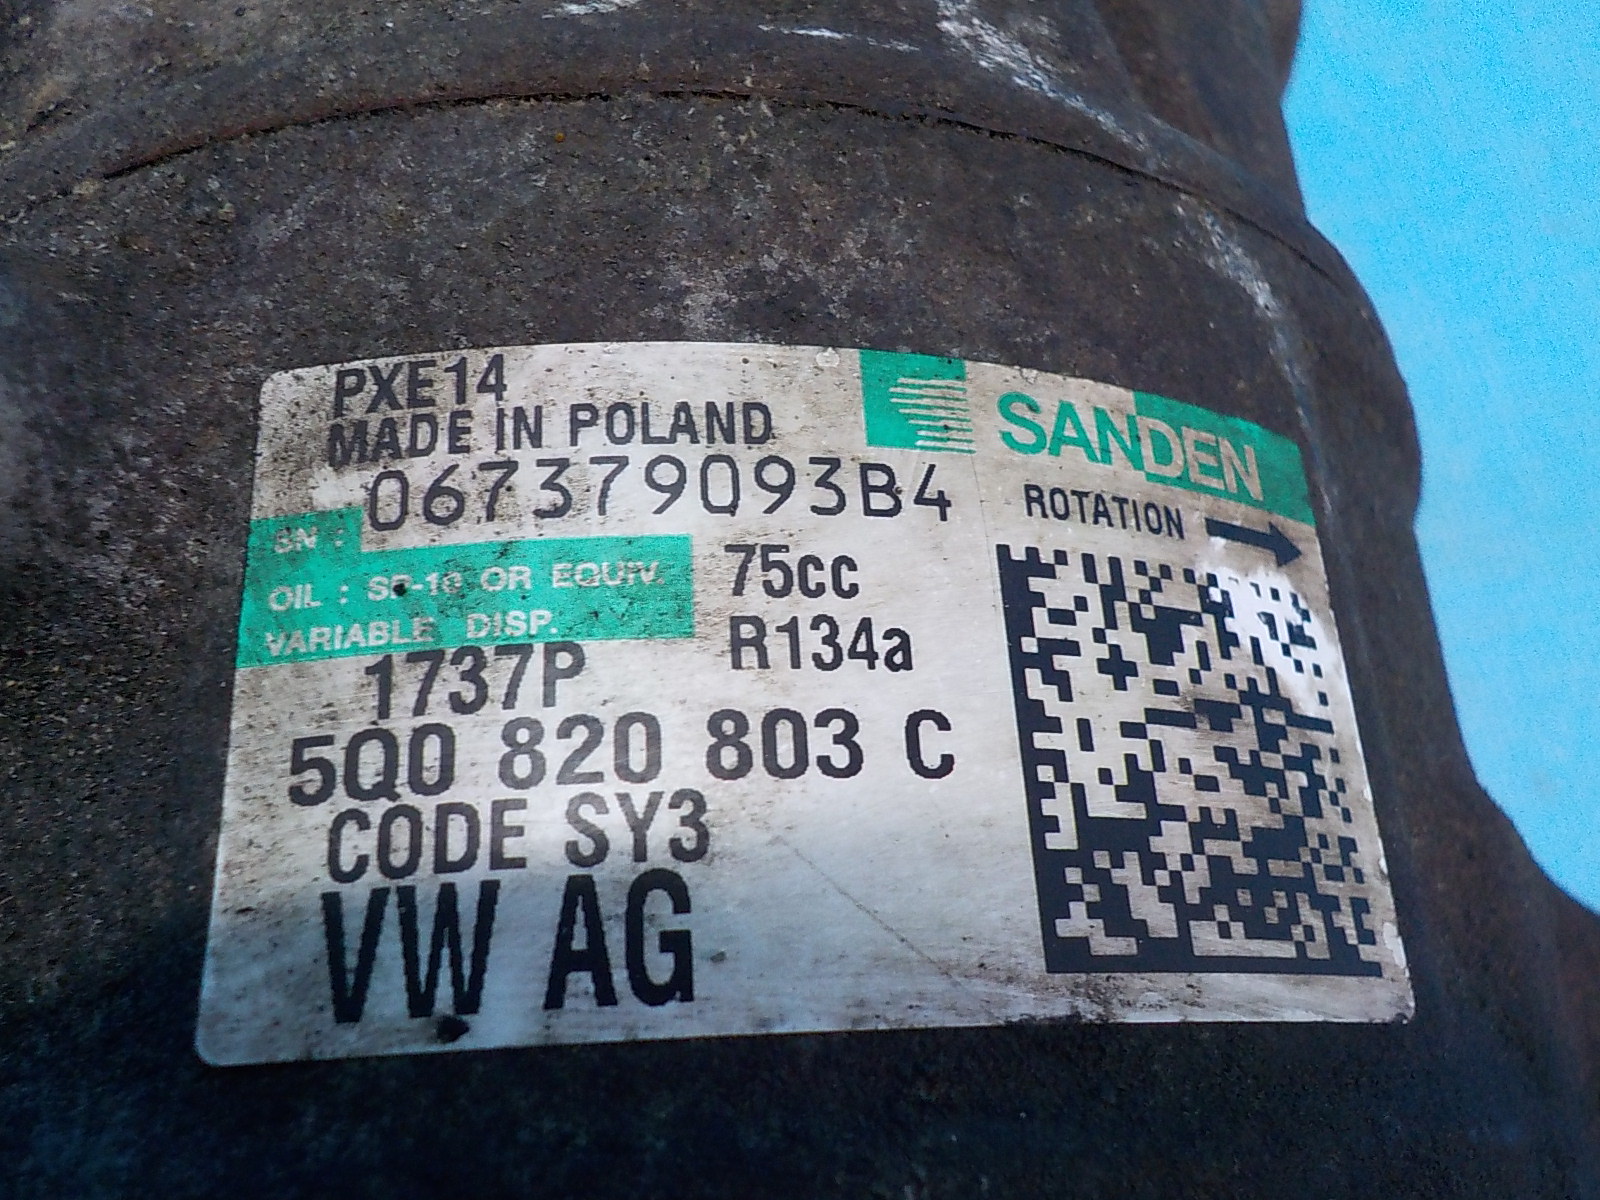 PXE14
MADE IN POLAND
SANDEN
067379093B4
SN :
ROTATION
OIL : SP-10 OR EQUIV.
75cc
VARIABLE DISP.
R134a
1737P
5Q0 820 803 C
CODE SY3
VW AG